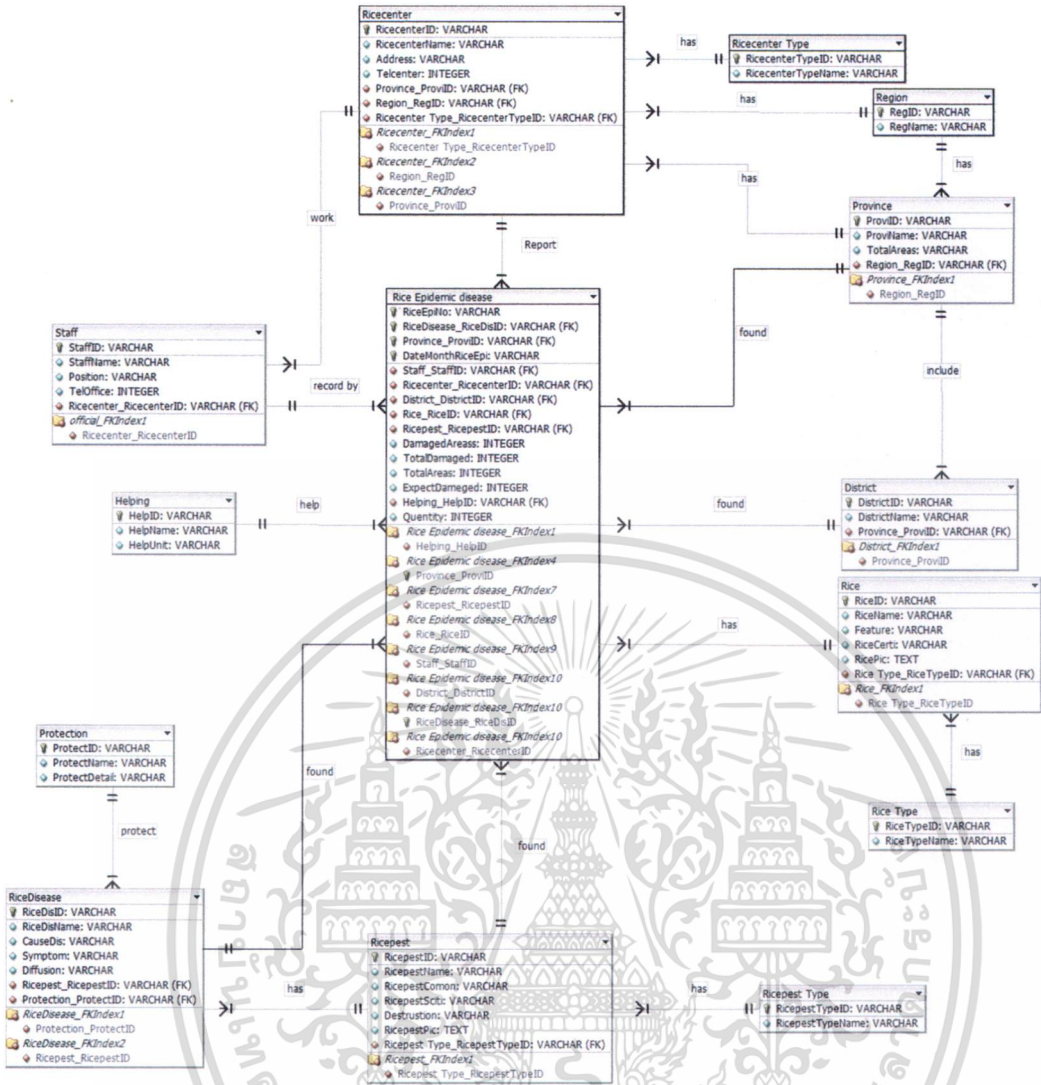 Ricecenter
RicecenterID: VARCHAR
RicecenterName: VARCHAR
Address: VARCHAR
Telcenter: INTEGER
Province_ProviID: VARCHAR (FK)
Region_RegID: VARCHAR (FK)
Ricecenter Type_RicecenterTypeID: VARCHAR (FK)
Ricecenter_FKIndex1
Ricecenter Type_RicecenterTypeID
Ricecenter_FKIndex2
Region_RegID
Ricecenter_FKIndex3
Province_ProviID
has
Ricecenter Type
RicecenterTypeID: VARCHAR
RicecenterTypeName: VARCHAR
has
Region
RegID: VARCHAR
RegName: VARCHAR
has
has
Province
ProviID: VARCHAR
ProviName: VARCHAR
TotalAreas: VARCHAR
Region_RegID: VARCHAR (FK)
Province_FKIndex1
Region_RegID
work
Report
found
include
Staff
StaffID: VARCHAR
StaffName: VARCHAR
Position: VARCHAR
TelOffice: INTEGER
Ricecenter_RicecenterID: VARCHAR (FK)
offical_FKIndex1
Ricecenter_RicecenterID
record by
Rice Epidemic disease
RiceEpiNo: VARCHAR
RiceDisease_RiceDisID: VARCHAR (FK)
Province_ProviID: VARCHAR (FK)
DateMonthRiceEpi: VARCHAR
Staff_StaffID: VARCHAR (FK)
Ricecenter_RicecenterID: VARCHAR (FK)
District_DistrictID: VARCHAR (FK)
Rice_RiceID: VARCHAR (FK)
Ricepest_RicepestID: VARCHAR (FK)
DamagedAreass: INTEGER
TotalDamaged: INTEGER
TotalAreas: INTEGER
ExpectDameged: INTEGER
Helping_HelpID: VARCHAR (FK)
Quentity: INTEGER
Rice Epidemic disease_FKIndex1
Helping_HelpID
Rice Epidemic disease_FKIndex4
Province_ProviID
Rice Epidemic disease_FKIndex7
Ricepest_RicepestID
Rice Epidemic disease_FKIndex8
Rice_RiceID
Rice Epidemic disease_FKIndex9
Staff_StaffID
Rice Epidemic disease_FKIndex10
District_DistrictID
Rice Epidemic disease_FKIndex10
RiceDisease_RiceDisID
Rice Epidemic disease_FKIndex10
Ricecenter_RicecenterID
Helping
HelpID: VARCHAR
HelpName: VARCHAR
HelpUnit: VARCHAR
help
found
District
DistrictID: VARCHAR
DistrictName: VARCHAR
Province_ProviID: VARCHAR (FK)
District_FKIndex1
Province_ProviID
has
Rice
RiceID: VARCHAR
RiceName: VARCHAR
Feature: VARCHAR
RiceCerti: VARCHAR
RicePic: TEXT
Rice Type_RiceTypeID: VARCHAR (FK)
Rice_FKIndex1
Rice Type_RiceTypeID
has
Rice Type
RiceTypeID: VARCHAR
RiceTypeName: VARCHAR
Protection
ProtectID: VARCHAR
ProtectName: VARCHAR
ProtectDetail: VARCHAR
protect
found
found
RiceDisease
RiceDisID: VARCHAR
RiceDisName: VARCHAR
CauseDis: VARCHAR
Symptom: VARCHAR
Diffusion: VARCHAR
Ricepest_RicepestID: VARCHAR (FK)
Protection_ProtectID: VARCHAR (FK)
RiceDisease_FKIndex1
Protection_ProtectID
RiceDisease_FKIndex2
Ricepest_RicepestID
has
Ricepest
RicepestID: VARCHAR
RicepestName: VARCHAR
RicepestComon: VARCHAR
RicepestScti: VARCHAR
Destrustion: VARCHAR
RicepestPic: TEXT
Ricepest Type_RicepestTypeID: VARCHAR (FK)
Ricepest_FKIndex1
Ricepest Type_RicepestTypeID
has
Ricepest Type
RicepestTypeID: VARCHAR
RicepestTypeName: VARCHAR